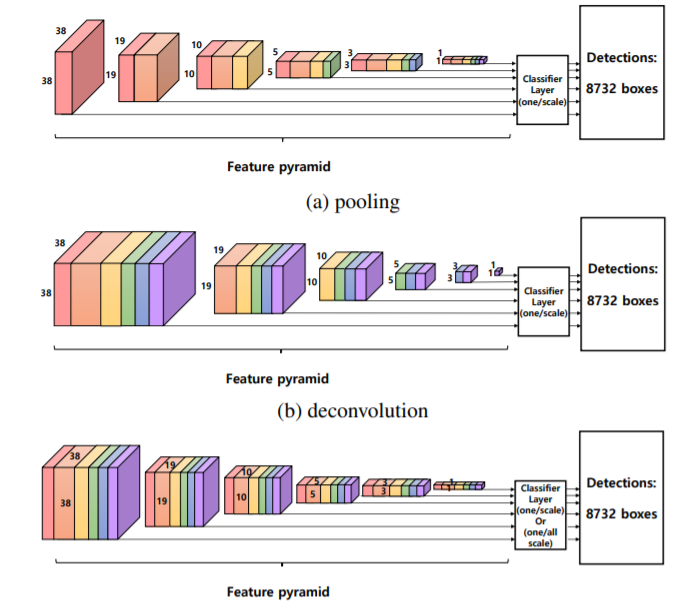 38
38
19
19
10
10
5
5
3
3
1
1
Classifier
Layer
(one/scale)
Detections:
8732 boxes
Feature pyramid
(a) pooling
38
38
19
19
10
10
5
5
3
3
1
1
Classifier
Layer
(one/scale)
Detections:
8732 boxes
Feature pyramid
(b) deconvolution
38
38
19
19
10
10
5
5
3
3
1
1
Classifier
Layer
(one/scale)
Or
(one/all
scale)
Detections:
8732 boxes
Feature pyramid